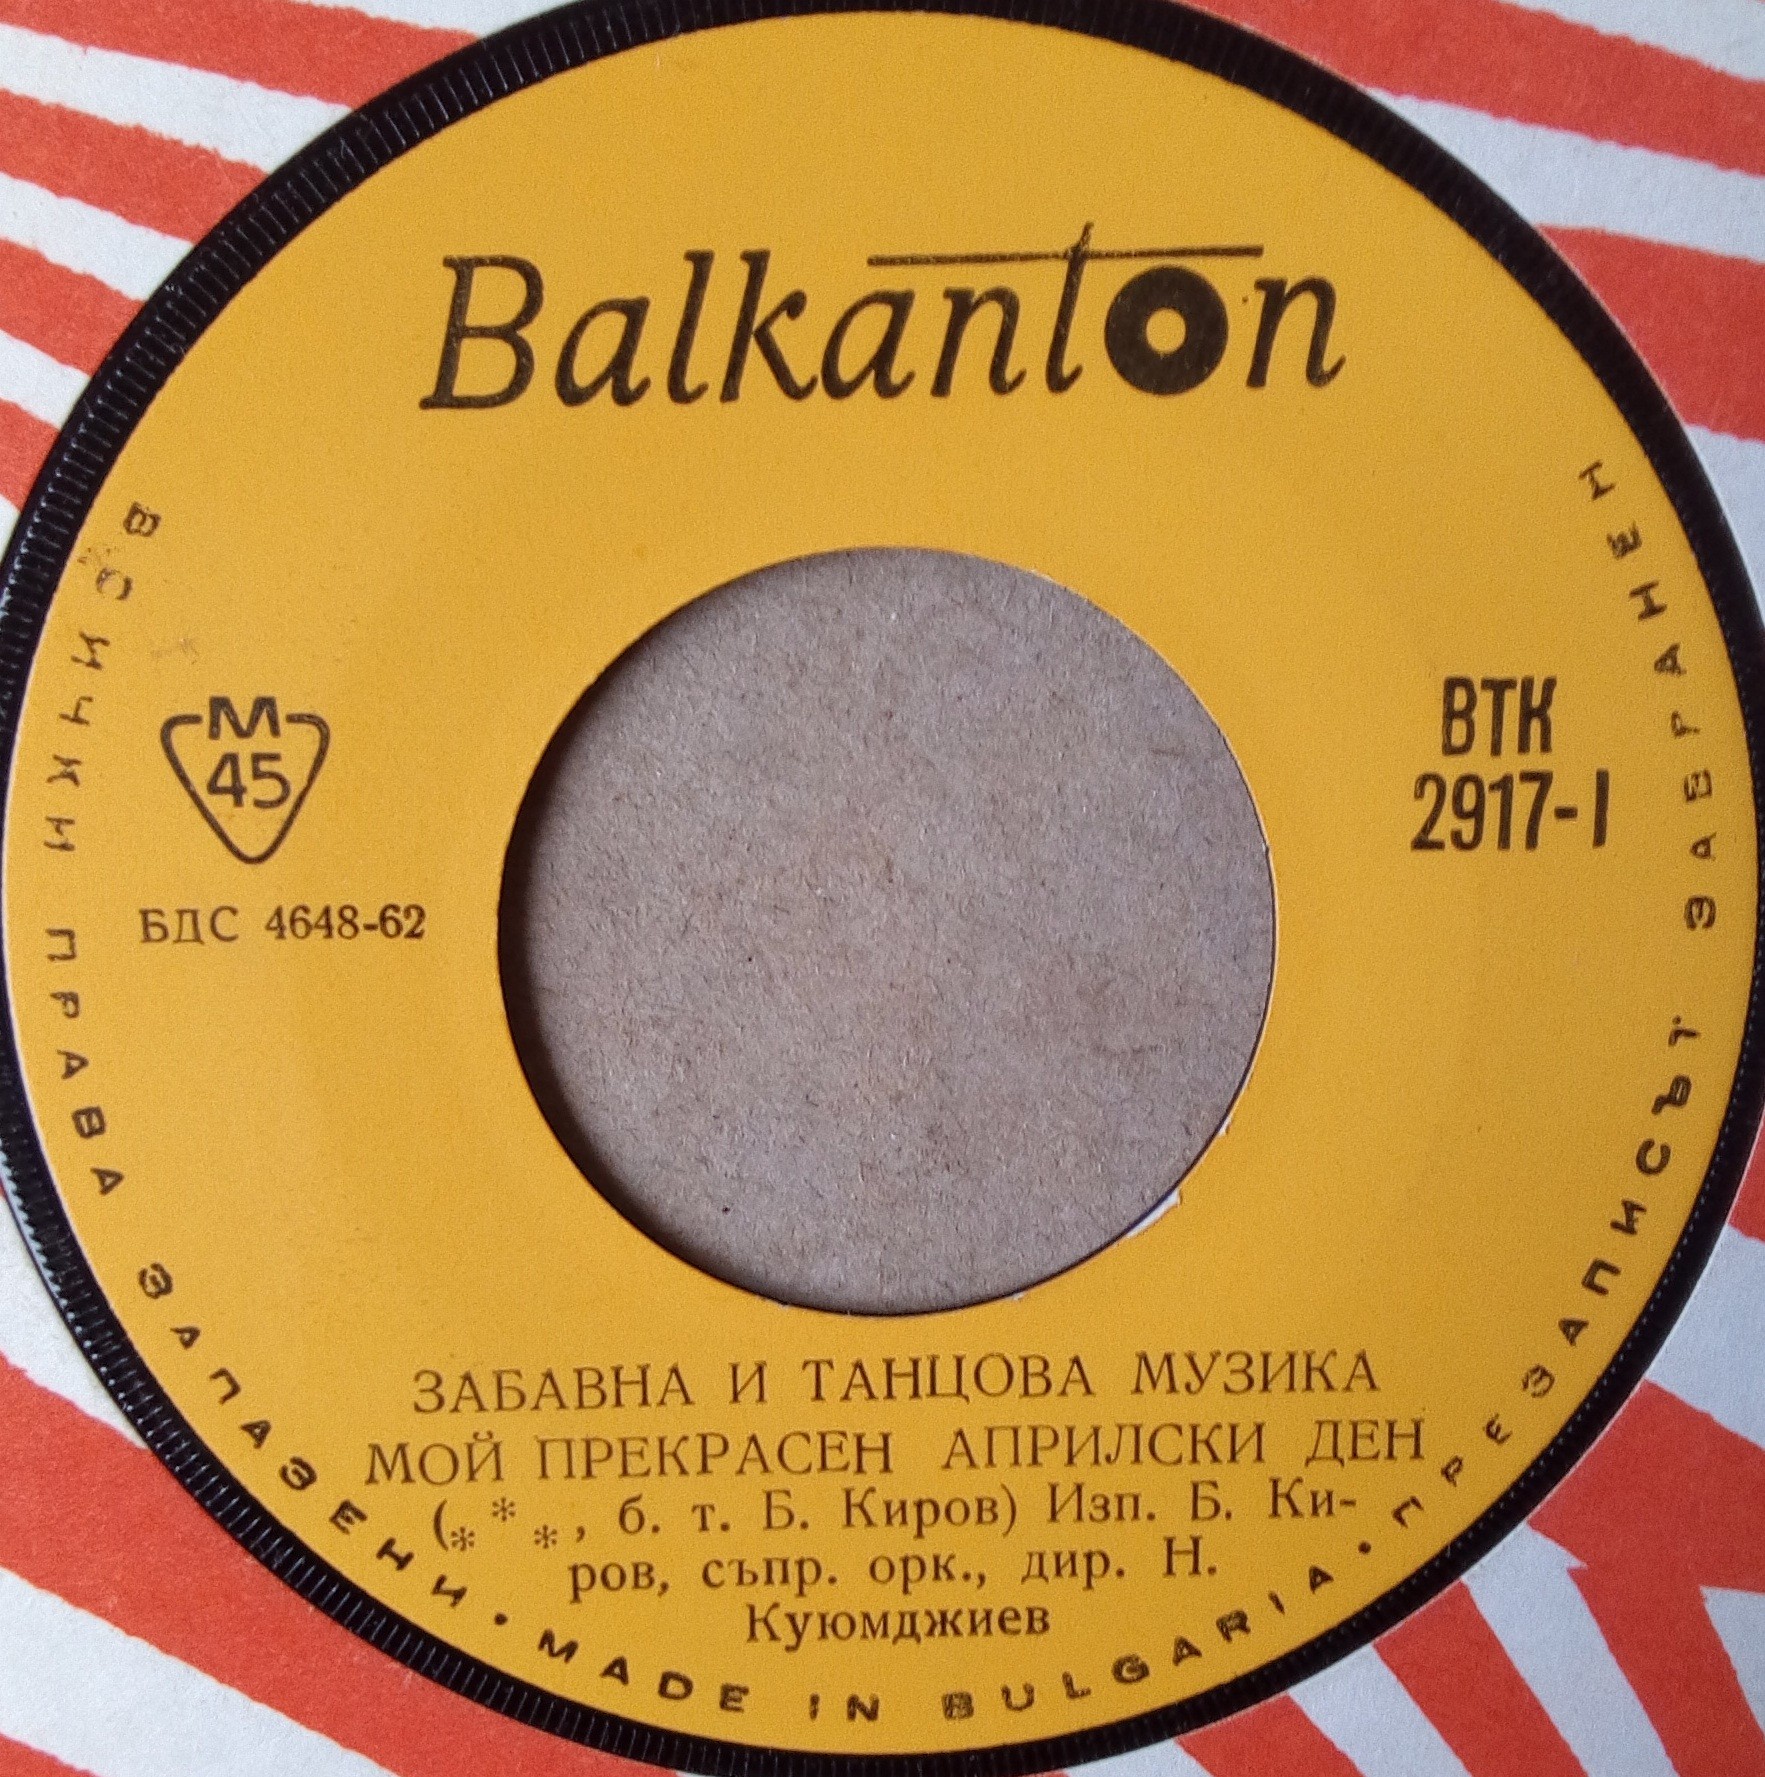 Balkanton
M
45
БДС 4648-62
ВТК
2917-1
ЗАБАВНА И ТАНЦОВА МУЗИКА
МОЙ ПРЕКРАСЕН АПРИЛСКИ ДЕН
(***, б. т. Б. Киров) Изп. Б. Ки-
ров, съпр. орк., дир. Н.
Куюмджиев
ВСИЧКИ ПРАВА ЗАПАЗЕНИ • MADE IN BULGARIA • ПРЕЗАПИСЪТ ЗАБРАНЕН